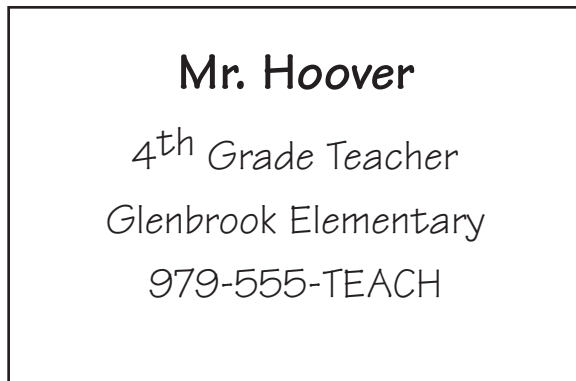 Mr. Hoover
4th Grade Teacher
Glenbrook Elementary
979-555-TEACH